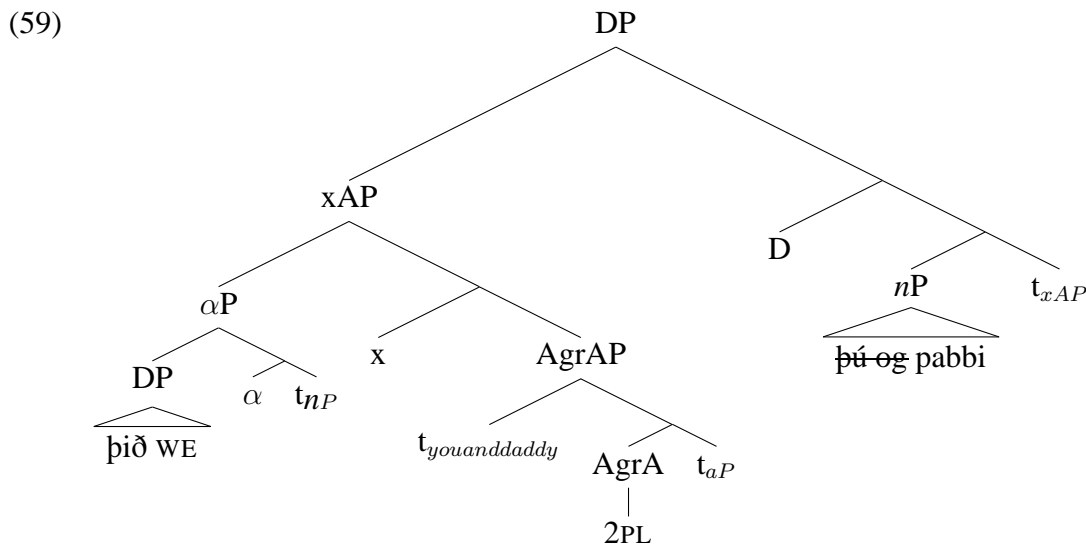 (59) DP
xAP
D
αP
nP t_xAP
x AgrAP
þú og pabbi
DP α t_nP
þið WE
t_youanddaddy
AgrA t_aP
2PL